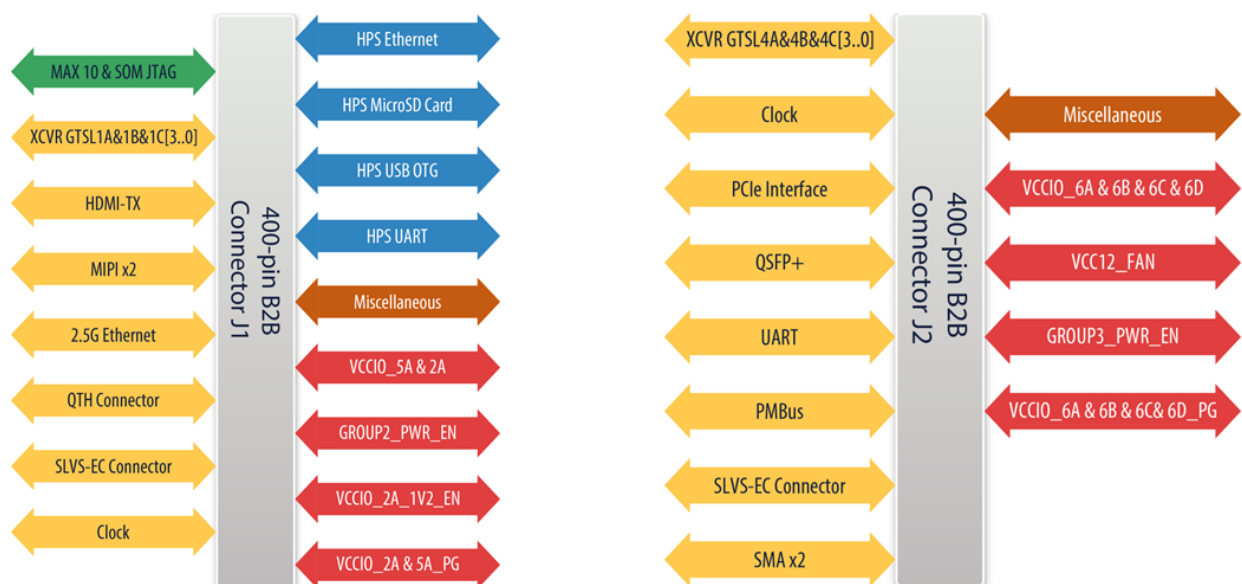 MAX 10 & SOM JTAG
XCVR GTSL1A&1B&1C[3..0]
HDMI-TX
MIPI x2
2.5G Ethernet
QTH Connector
SLVS-EC Connector
Clock
400-pin B2B
Connector J1
HPS Ethernet
HPS MicroSD Card
HPS USB OTG
HPS UART
Miscellaneous
VCCIO_5A & 2A
GROUP2_PWR_EN
VCCIO_2A_1V2_EN
VCCIO_2A & 5A_PG
XCVR GTSL4A&4B&4C[3..0]
Clock
PCIe Interface
QSFP+
UART
PMBus
SLVS-EC Connector
SMA x2
400-pin B2B
Connector J2
Miscellaneous
VCCIO_6A & 6B & 6C & 6D
VCC12_FAN
GROUP3_PWR_EN
VCCIO_6A & 6B & 6C& 6D_PG